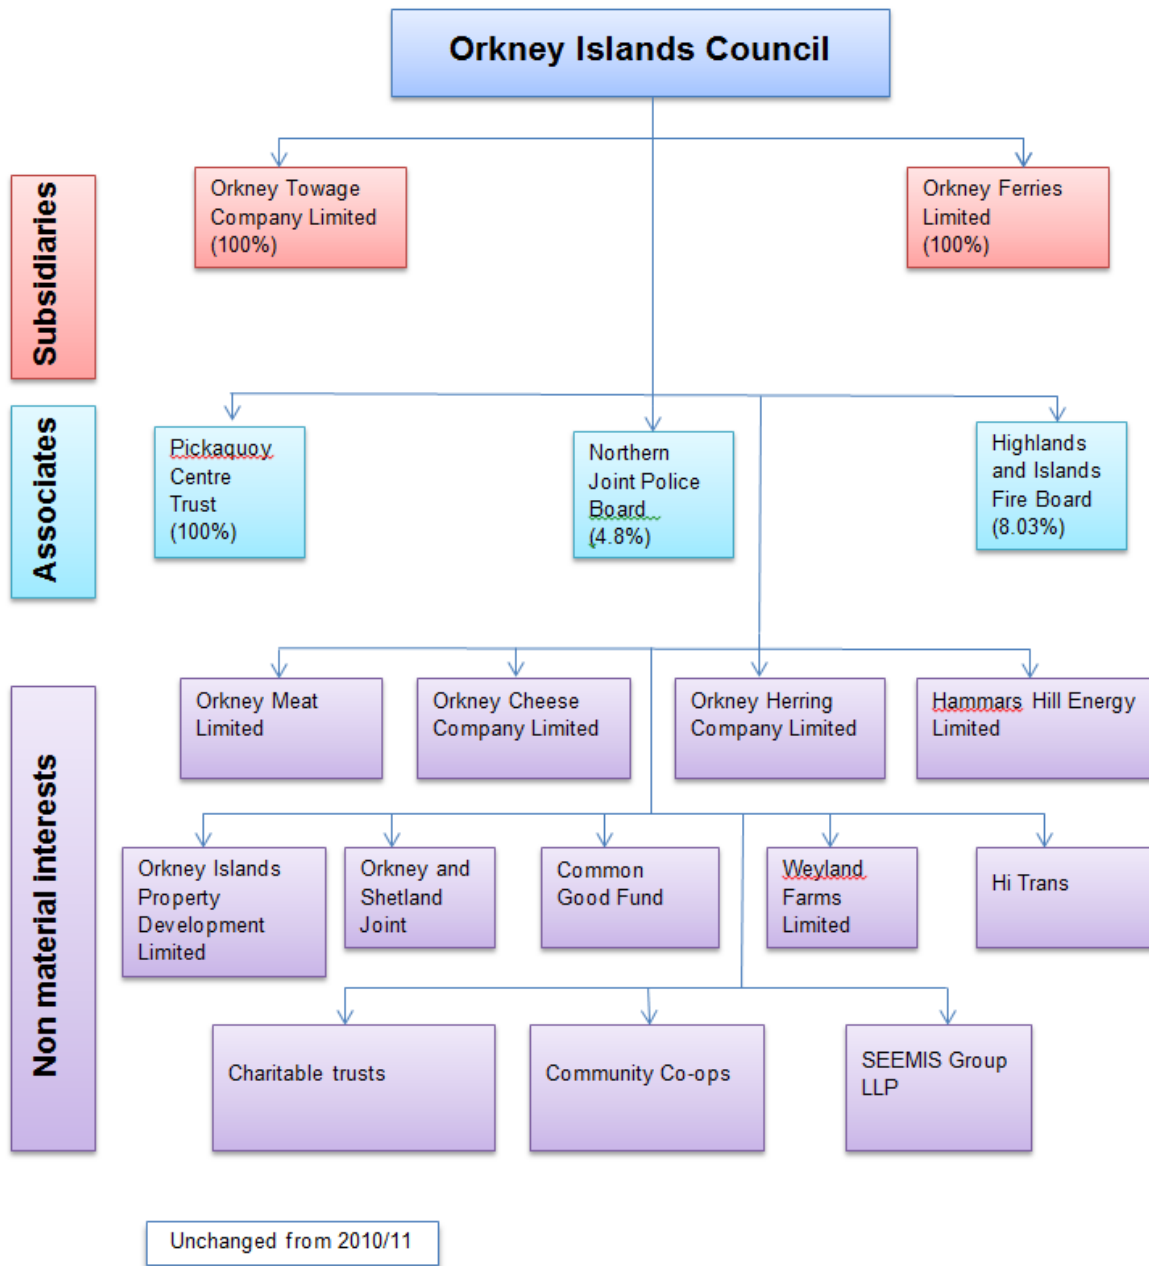 Orkney Islands Council
Subsidiaries
Orkney Towage
Company Limited
(100%)
Orkney Ferries
Limited
(100%)
Associates
Pickaquoy
Centre
Trust
(100%)
Northern
Joint Police
Board
(4.8%)
Highlands
and Islands
Fire Board
(8.03%)
Non material interests
Orkney Meat
Limited
Orkney Cheese
Company Limited
Orkney Herring
Company Limited
Hammars Hill Energy
Limited
Orkney Islands
Property
Development
Limited
Orkney and
Shetland
Joint
Common
Good Fund
Weyland
Farms
Limited
Hi Trans
Charitable trusts
Community Co-ops
SEEMIS Group
LLP
Unchanged from 2010/11